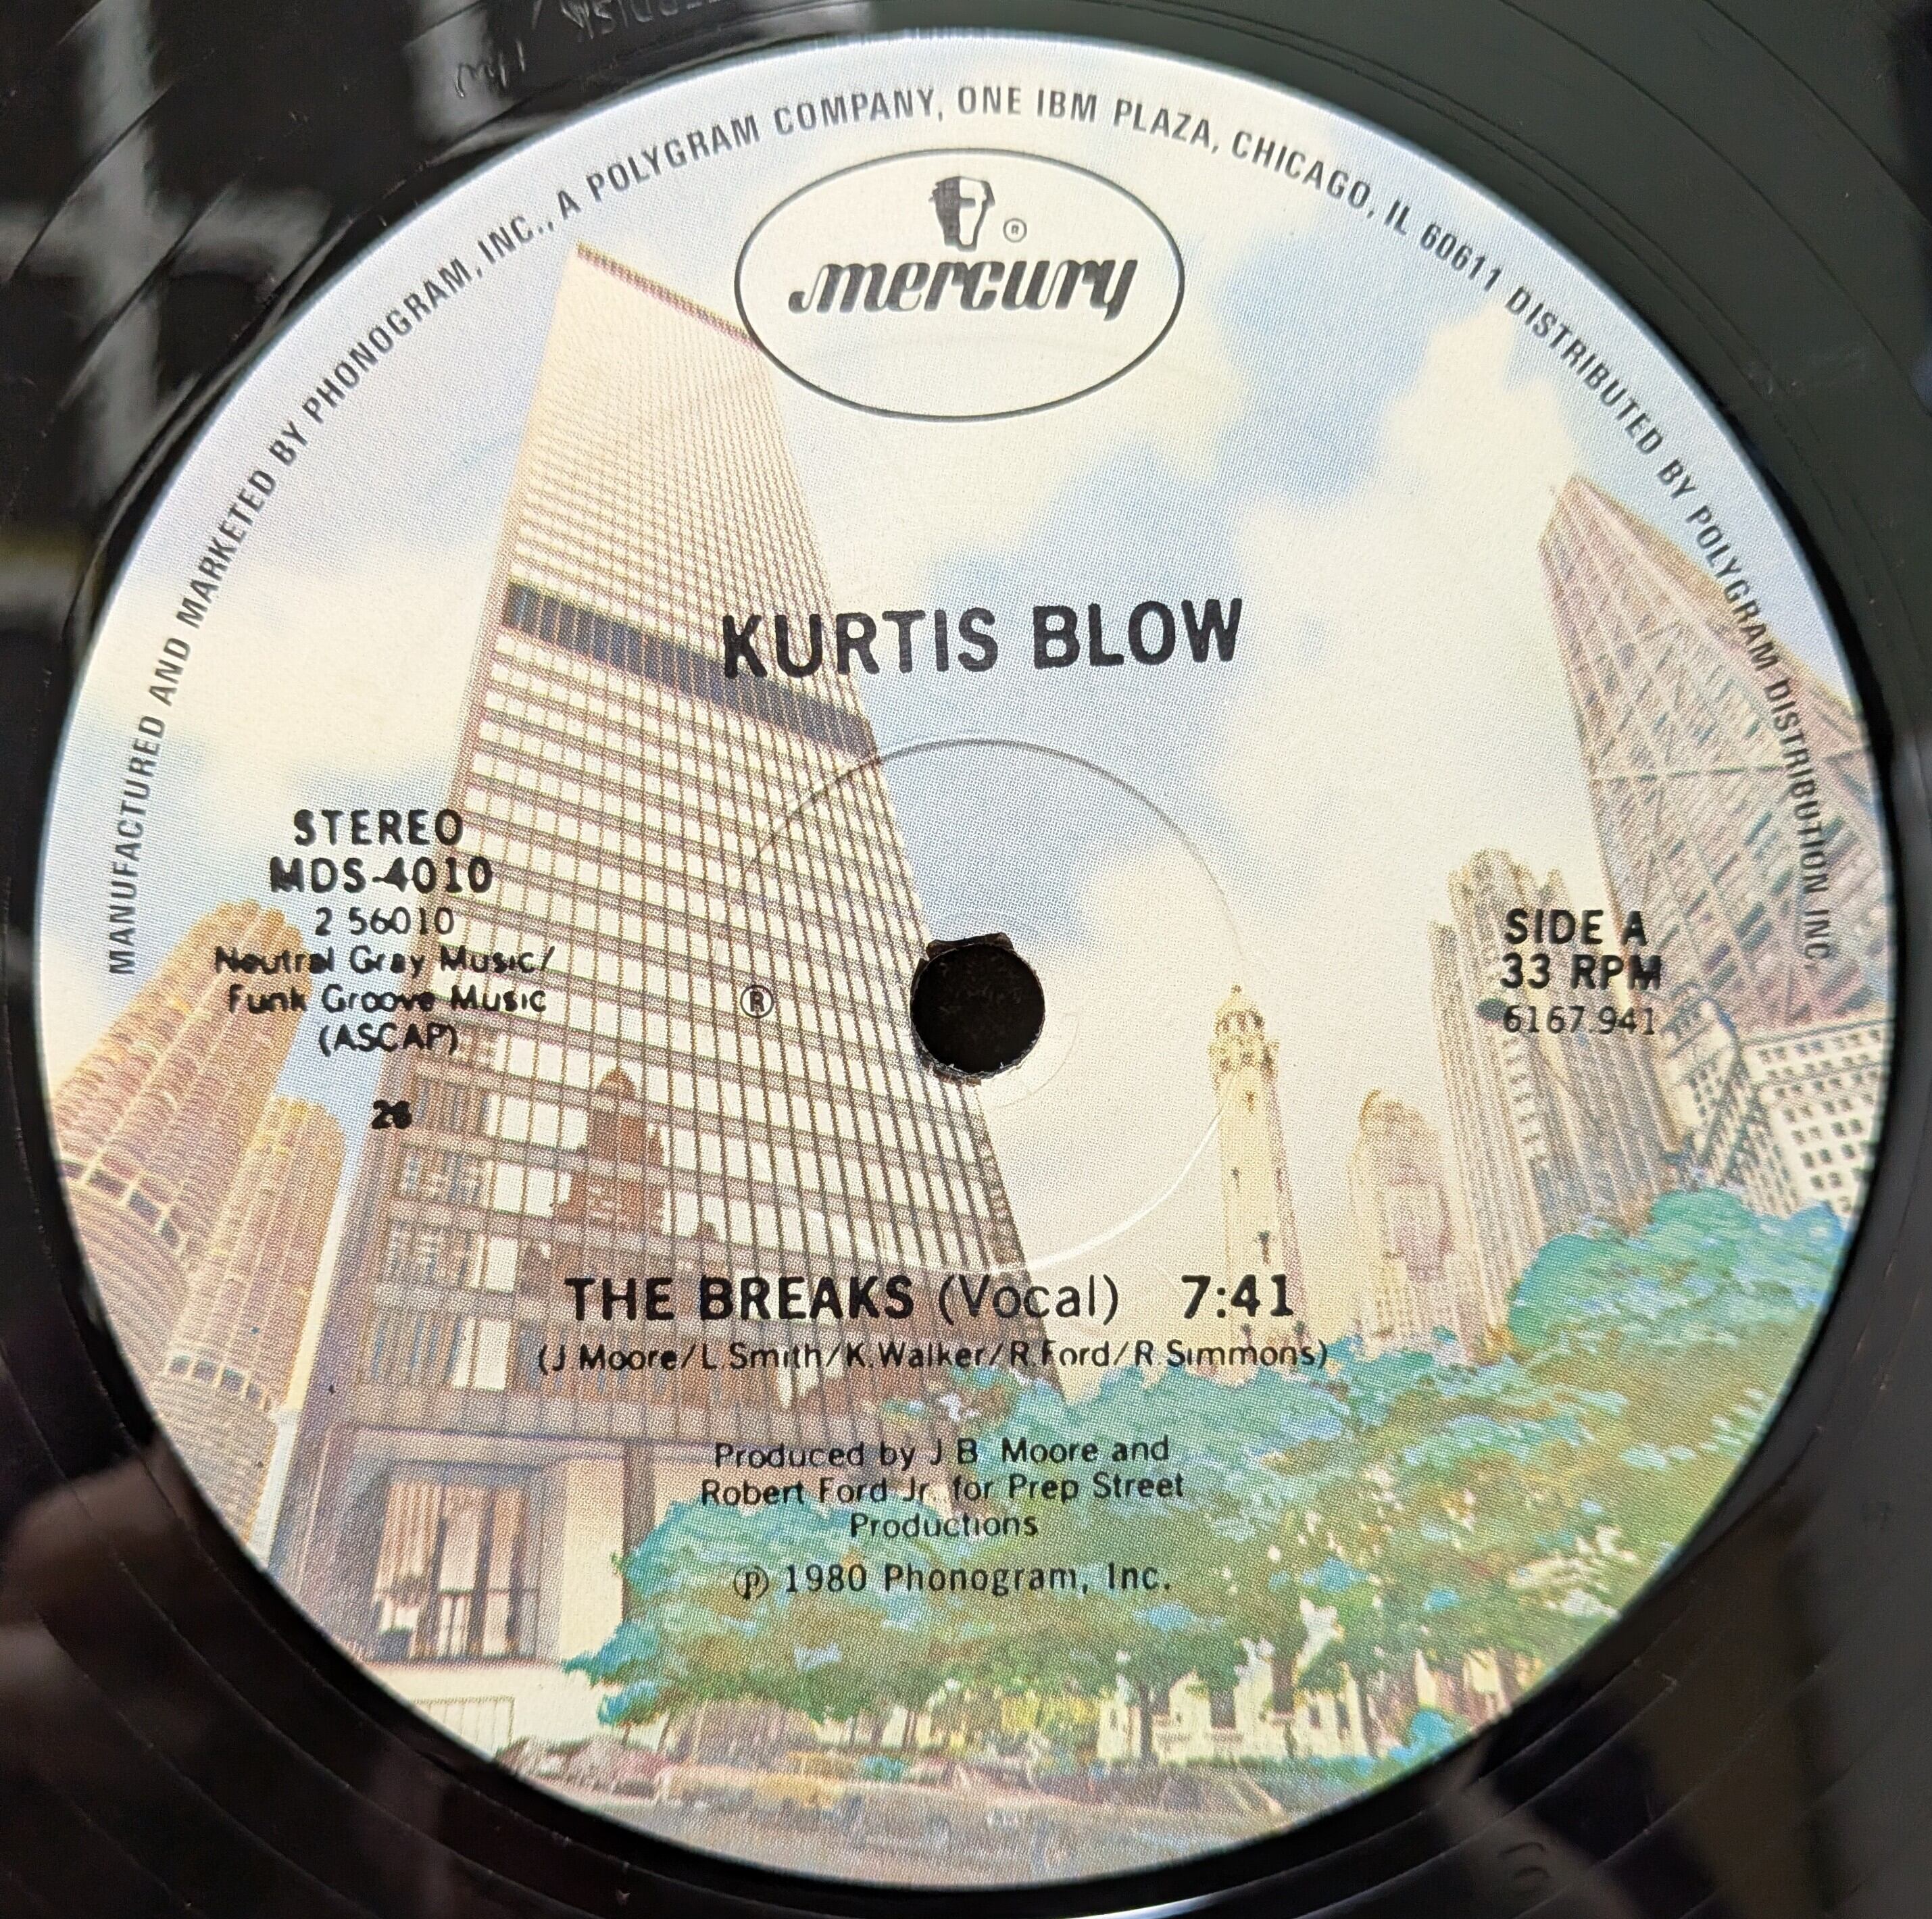 MANUFACTURED AND MARKETED BY PHONOGRAM, INC., A POLYGRAM COMPANY, ONE IBM PLAZA, CHICAGO, IL 60611 DISTRIBUTED BY POLYGRAM DISTRIBUTION INC.
®
mercury
KURTIS BLOW
STEREO
MDS-4010
2 56010
Neutral Gray Music/
Funk Groove Music
(ASCAP)
26
®
SIDE A
33 RPM
6167.941
THE BREAKS (Vocal) 7:41
(J Moore/L Smith/K.Walker/R.Ford/R.Simmons)
Produced by J B Moore and
Robert Ford Jr. for Prep Street
Productions
℗ 1980 Phonogram, Inc.